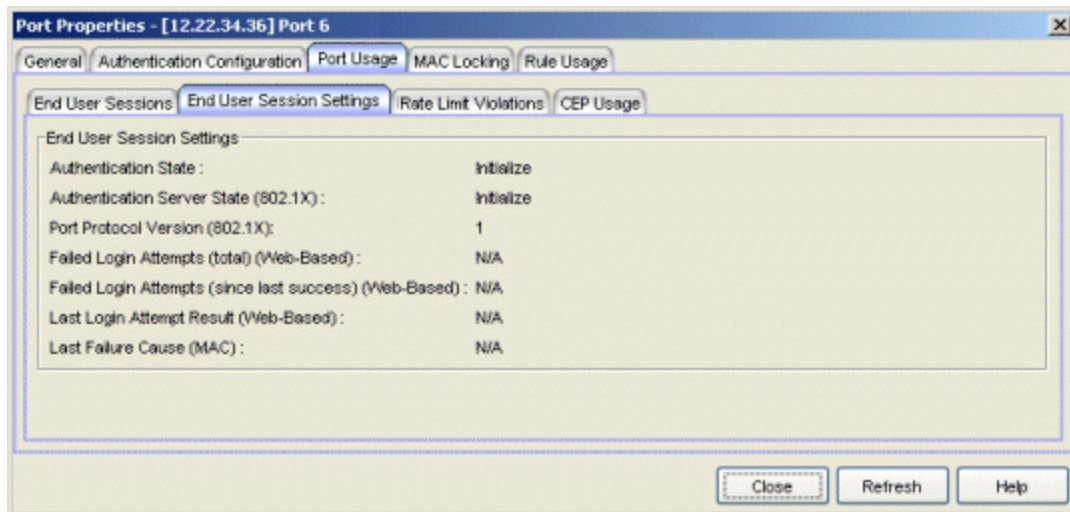 Port Properties - [12.22.34.36] Port 6
General Authentication Configuration Port Usage MAC Locking Rule Usage
End User Sessions End User Session Settings Rate Limit Violations CEP Usage
End User Session Settings
Authentication State : Initialize
Authentication Server State (802.1X) : Initialize
Port Protocol Version (802.1X): 1
Failed Login Attempts (total) (Web-Based) : N/A
Failed Login Attempts (since last success) (Web-Based) : N/A
Last Login Attempt Result (Web-Based) : N/A
Last Failure Cause (MAC) : N/A
Close Refresh Help